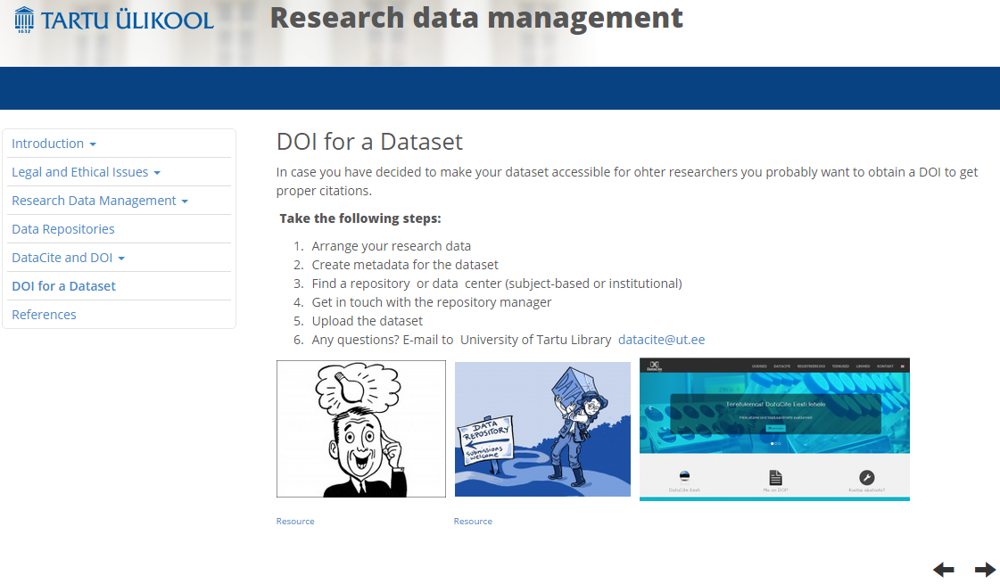 1632
TARTU ÜLIKOOL
Research data management
Introduction
Legal and Ethical Issues
Research Data Management
Data Repositories
DataCite and DOI
DOI for a Dataset
References
DOI for a Dataset
In case you have decided to make your dataset accessible for ohter researchers you probably want to obtain a DOI to get
proper citations.
Take the following steps:
1. Arrange your research data
2. Create metadata for the dataset
3. Find a repository or data center (subject-based or institutional)
4. Get in touch with the repository manager
5. Upload the dataset
6. Any questions? E-mail to University of Tartu Library datacite@ut.ee
DATA
REPOSITORY
SUBMISSIONS
WELCOME
DataCite
UUDISED DATACITE REGISTREERI DOI TEENUSED LIIKMED KONTAKT
Teretulemast DataCite Eesti lehele
DataCite Eesti
Mis on DOI?
Kuidas alustada?
Resource
Resource